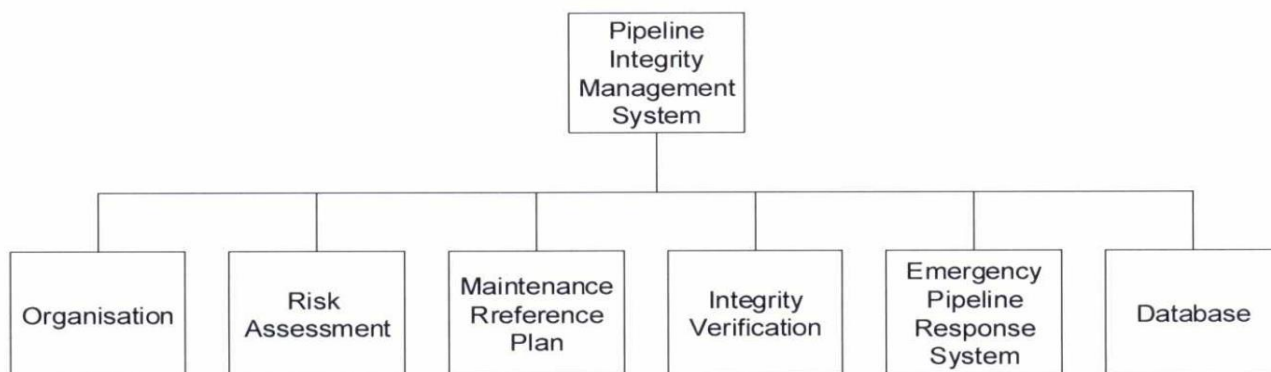 Pipeline
Integrity
Management
System
Organisation
Risk
Assessment
Maintenance
Rreference
Plan
Integrity
Verification
Emergency
Pipeline
Response
System
Database